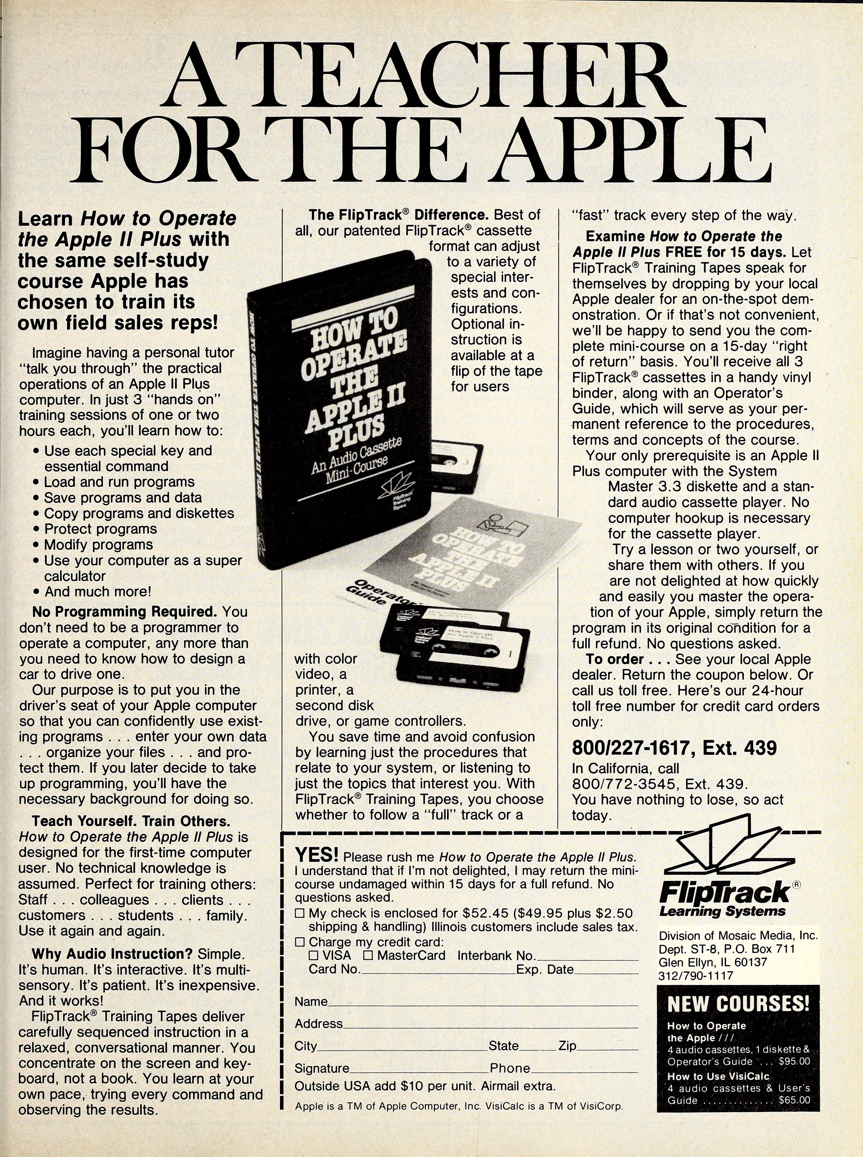 A TEACHER
FOR THE APPLE
Learn How to Operate
the Apple II Plus with
the same self-study
course Apple has
chosen to train its
own field sales reps!
Imagine having a personal tutor
“talk you through” the practical
operations of an Apple II Plus
computer. In just 3 “hands on”
training sessions of one or two
hours each, you'll learn how to:
• Use each special key and
essential command
• Load and run programs
• Save programs and data
• Copy programs and diskettes
• Protect programs
• Modify programs
• Use your computer as a super
calculator
• And much more!
No Programming Required. You
don't need to be a programmer to
operate a computer, any more than
you need to know how to design a
car to drive one.
Our purpose is to put you in the
driver's seat of your Apple computer
so that you can confidently use exist-
ing programs . . . enter your own data
. . . organize your files . . . and pro-
tect them. If you later decide to take
up programming, you'll have the
necessary background for doing so.
Teach Yourself. Train Others.
How to Operate the Apple II Plus is
designed for the first-time computer
user. No technical knowledge is
assumed. Perfect for training others:
Staff . . . colleagues . . . clients . . .
customers . . . students . . . family.
Use it again and again.
Why Audio Instruction? Simple.
It's human. It's interactive. It's multi-
sensory. It's patient. It's inexpensive.
And it works!
FlipTrack® Training Tapes deliver
carefully sequenced instruction in a
relaxed, conversational manner. You
concentrate on the screen and key-
board, not a book. You learn at your
own pace, trying every command and
observing the results.
The FlipTrack® Difference. Best of
all, our patented FlipTrack® cassette
format can adjust
to a variety of
special inter-
ests and con-
figurations.
Optional in-
struction is
available at a
flip of the tape
for users
HOW TO OPERATE THE APPLE II PLUS
HOW TO
OPERATE
THE
APPLE II
PLUS
An Audio Cassette
Mini-Course
FlipTrack
Training
Tapes
HOW TO
OPERATE
THE
APPLE II
PLUS
Operator's
Guide
How to Operate
the Apple II Plus
with color
video, a
printer, a
second disk
drive, or game controllers.
You save time and avoid confusion
by learning just the procedures that
relate to your system, or listening to
just the topics that interest you. With
FlipTrack® Training Tapes, you choose
whether to follow a “full” track or a
“fast” track every step of the way.
Examine How to Operate the
Apple II Plus FREE for 15 days. Let
FlipTrack® Training Tapes speak for
themselves by dropping by your local
Apple dealer for an on-the-spot dem-
onstration. Or if that's not convenient,
we'll be happy to send you the com-
plete mini-course on a 15-day “right
of return” basis. You'll receive all 3
FlipTrack® cassettes in a handy vinyl
binder, along with an Operator's
Guide, which will serve as your per-
manent reference to the procedures,
terms and concepts of the course.
Your only prerequisite is an Apple II
Plus computer with the System
Master 3.3 diskette and a stan-
dard audio cassette player. No
computer hookup is necessary
for the cassette player.
Try a lesson or two yourself, or
share them with others. If you
are not delighted at how quickly
and easily you master the opera-
tion of your Apple, simply return the
program in its original condition for a
full refund. No questions asked.
To order . . . See your local Apple
dealer. Return the coupon below. Or
call us toll free. Here's our 24-hour
toll free number for credit card orders
only:
800/227-1617, Ext. 439
In California, call
800/772-3545, Ext. 439.
You have nothing to lose, so act
today.
YES! Please rush me How to Operate the Apple II Plus.
I understand that if I'm not delighted, I may return the mini-
course undamaged within 15 days for a full refund. No
questions asked.
☐ My check is enclosed for $52.45 ($49.95 plus $2.50
shipping & handling) Illinois customers include sales tax.
☐ Charge my credit card:
☐ VISA ☐ MasterCard Interbank No.
Card No. Exp. Date
Name
Address
City State Zip
Signature Phone
Outside USA add $10 per unit. Airmail extra.
Apple is a TM of Apple Computer, Inc. VisiCalc is a TM of VisiCorp.
FlipTrack®
Learning Systems
Division of Mosaic Media, Inc.
Dept. ST-8, P.O. Box 711
Glen Ellyn, IL 60137
312/790-1117
NEW COURSES!
How to Operate
the Apple ///
4 audio cassettes, 1 diskette &
Operator's Guide ... $95.00
How to Use VisiCalc
4 audio cassettes & User's
Guide .............. $65.00